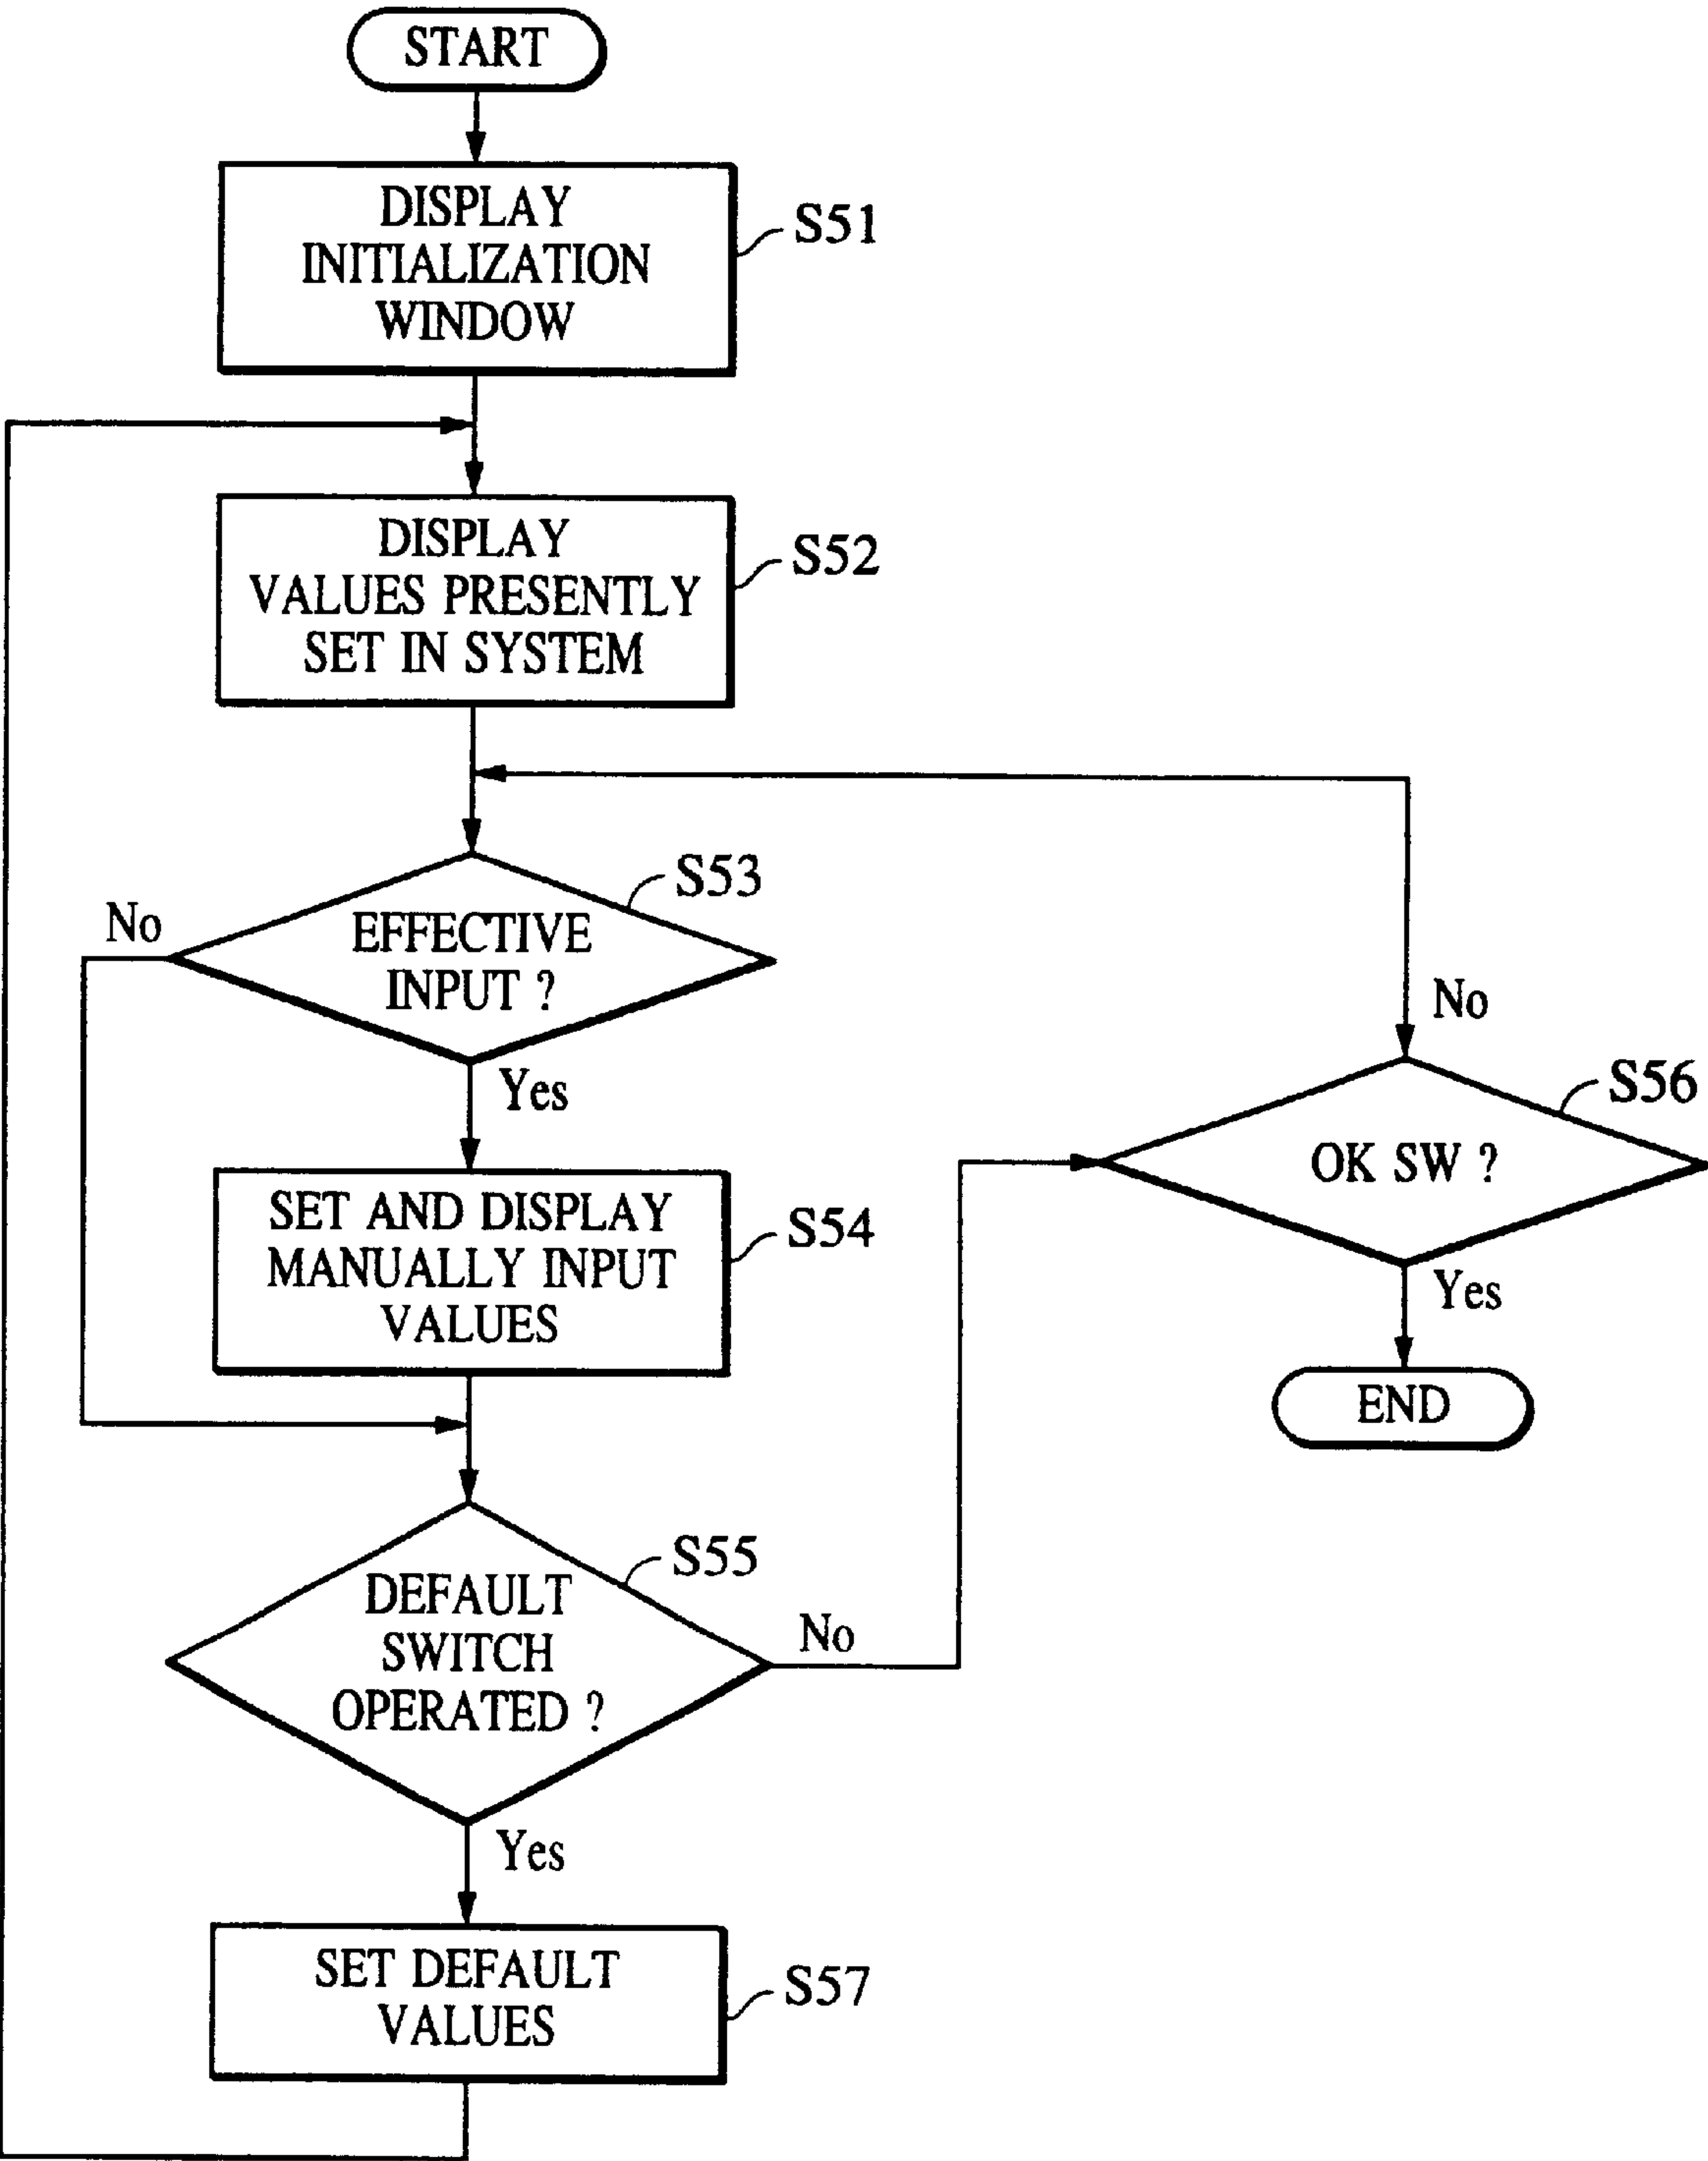 START
DISPLAY
INITIALIZATION
WINDOW
S51
DISPLAY
VALUES PRESENTLY
SET IN SYSTEM
S52
S53
No
EFFECTIVE
INPUT ?
Yes
No
S56
OK SW ?
Yes
END
SET AND DISPLAY
MANUALLY INPUT
VALUES
S54
S55
DEFAULT
SWITCH
OPERATED ?
No
Yes
SET DEFAULT
VALUES
S57